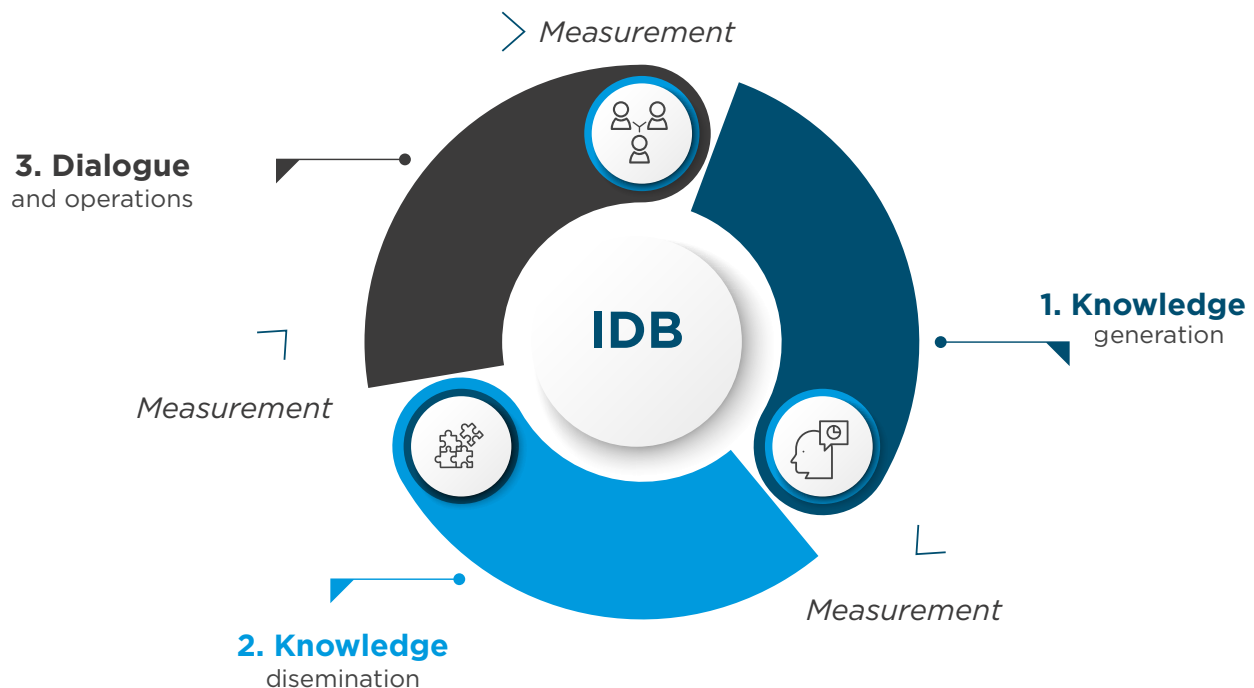 Measurement
3. Dialogue
and operations
IDB
1. Knowledge
generation
Measurement
Measurement
2. Knowledge
disemination